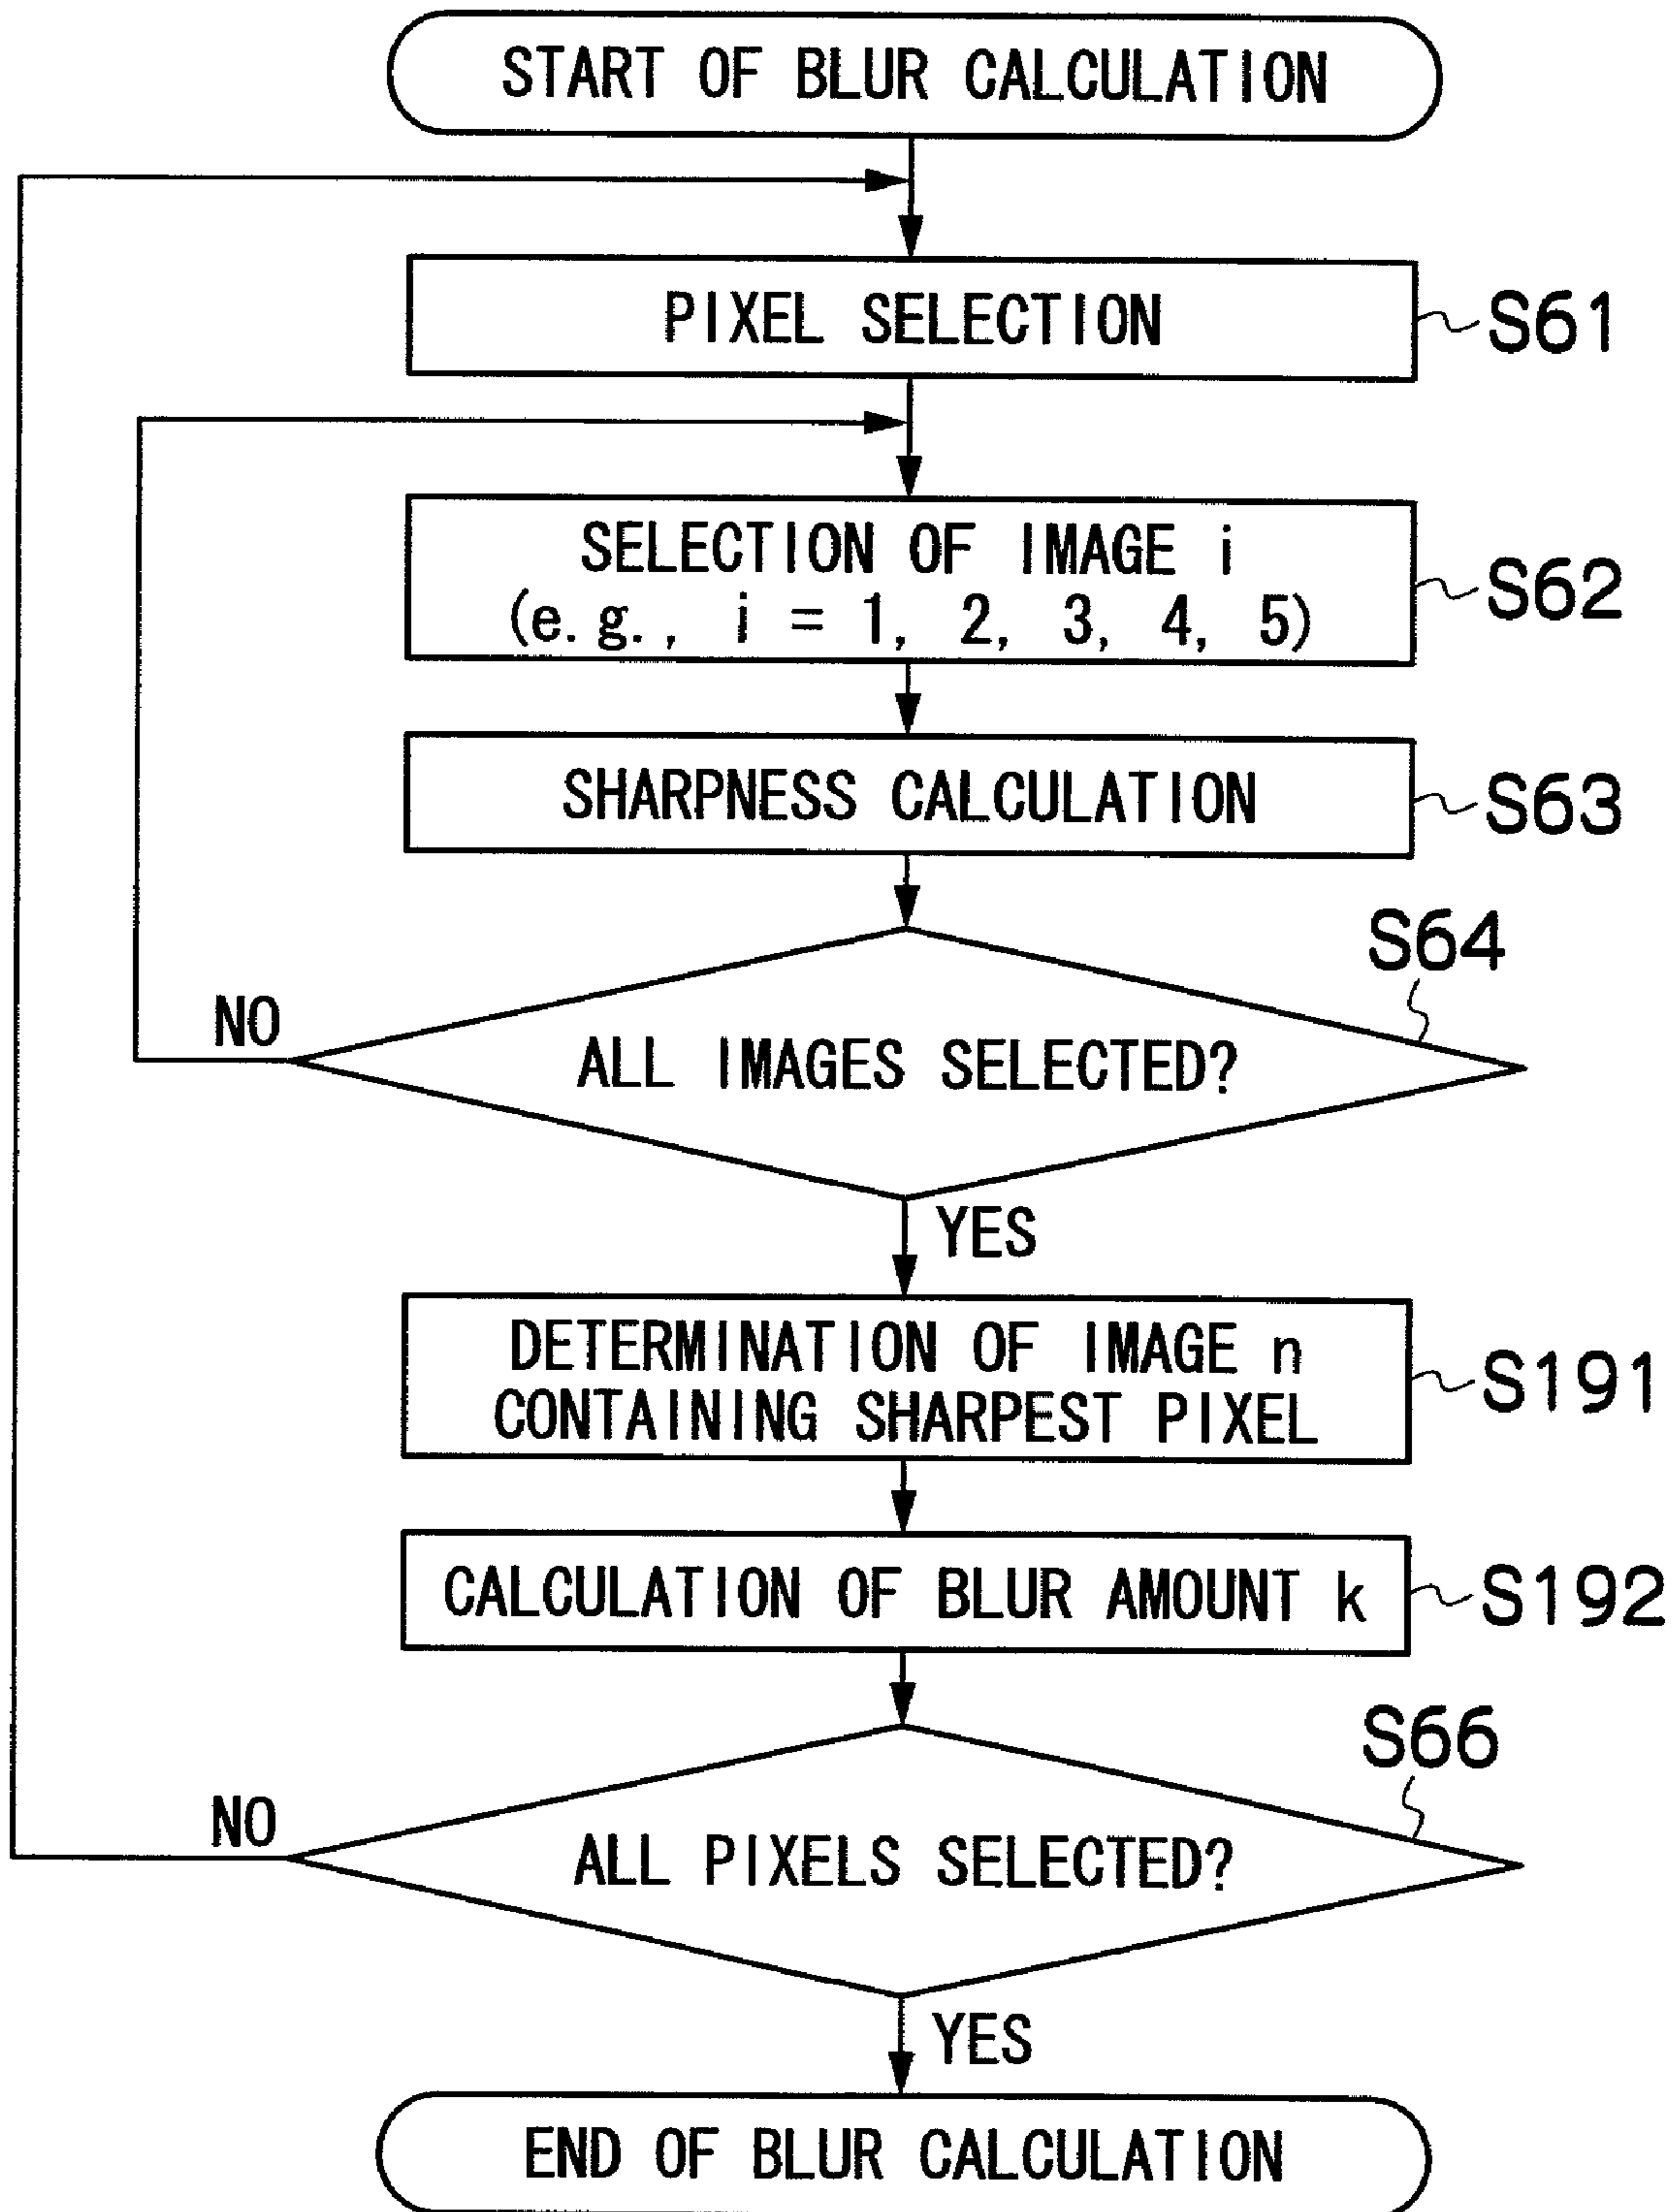 START OF BLUR CALCULATION
PIXEL SELECTION
S61
SELECTION OF IMAGE i
(e.g., i = 1, 2, 3, 4, 5)
S62
SHARPNESS CALCULATION
S63
S64
NO
ALL IMAGES SELECTED?
YES
DETERMINATION OF IMAGE n
CONTAINING SHARPEST PIXEL
S191
CALCULATION OF BLUR AMOUNT k
S192
S66
NO
ALL PIXELS SELECTED?
YES
END OF BLUR CALCULATION